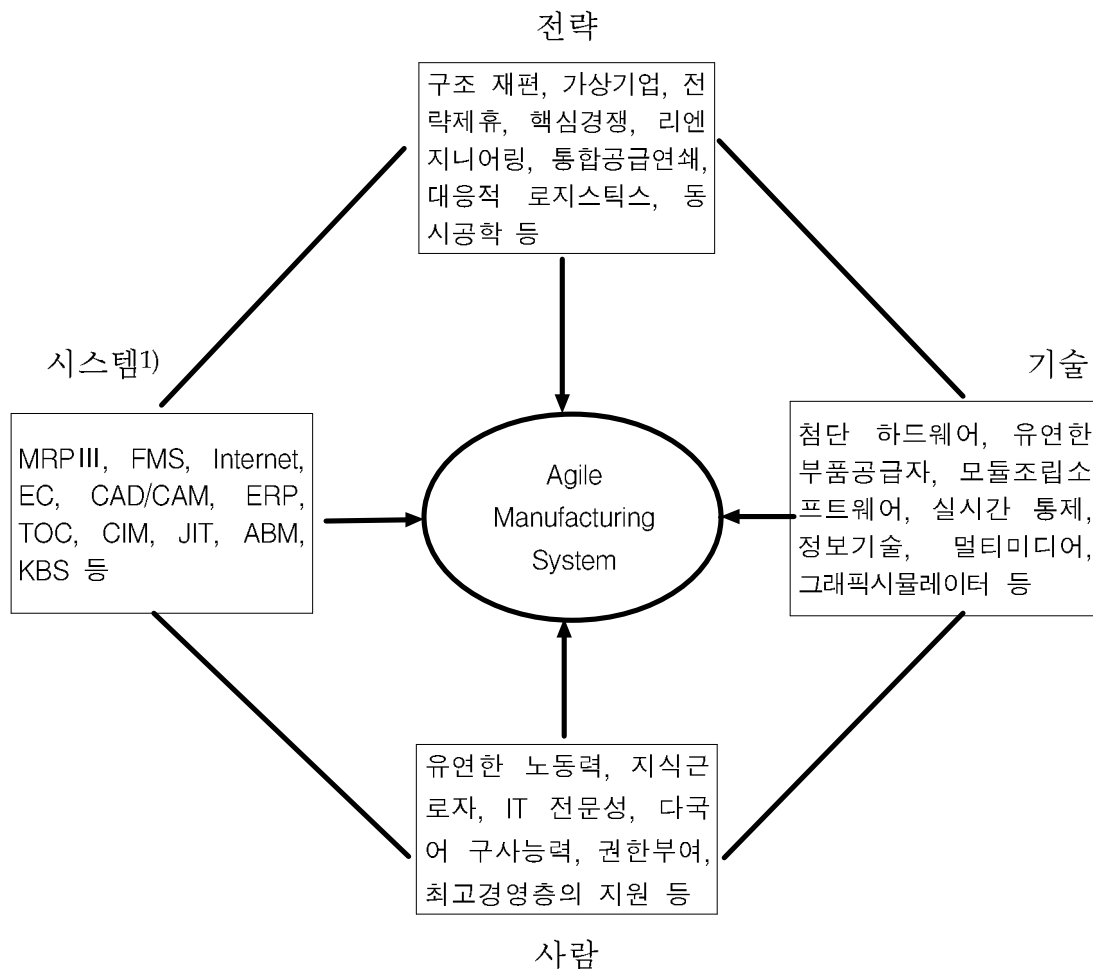 전략
구조 재편, 가상기업, 전
략제휴, 핵심경쟁, 리엔
지니어링, 통합공급연쇄,
대응적 로지스틱스, 동
시공학 등
시스템1)
MRPⅢ, FMS, Internet,
EC, CAD/CAM, ERP,
TOC, CIM, JIT, ABM,
KBS 등
Agile
Manufacturing
System
기술
첨단 하드웨어, 유연한
부품공급자, 모듈조립소
프트웨어, 실시간 통제,
정보기술, 멀티미디어,
그래픽시뮬레이터 등
유연한 노동력, 지식근
로자, IT 전문성, 다국
어 구사능력, 권한부여,
최고경영층의 지원 등
사람